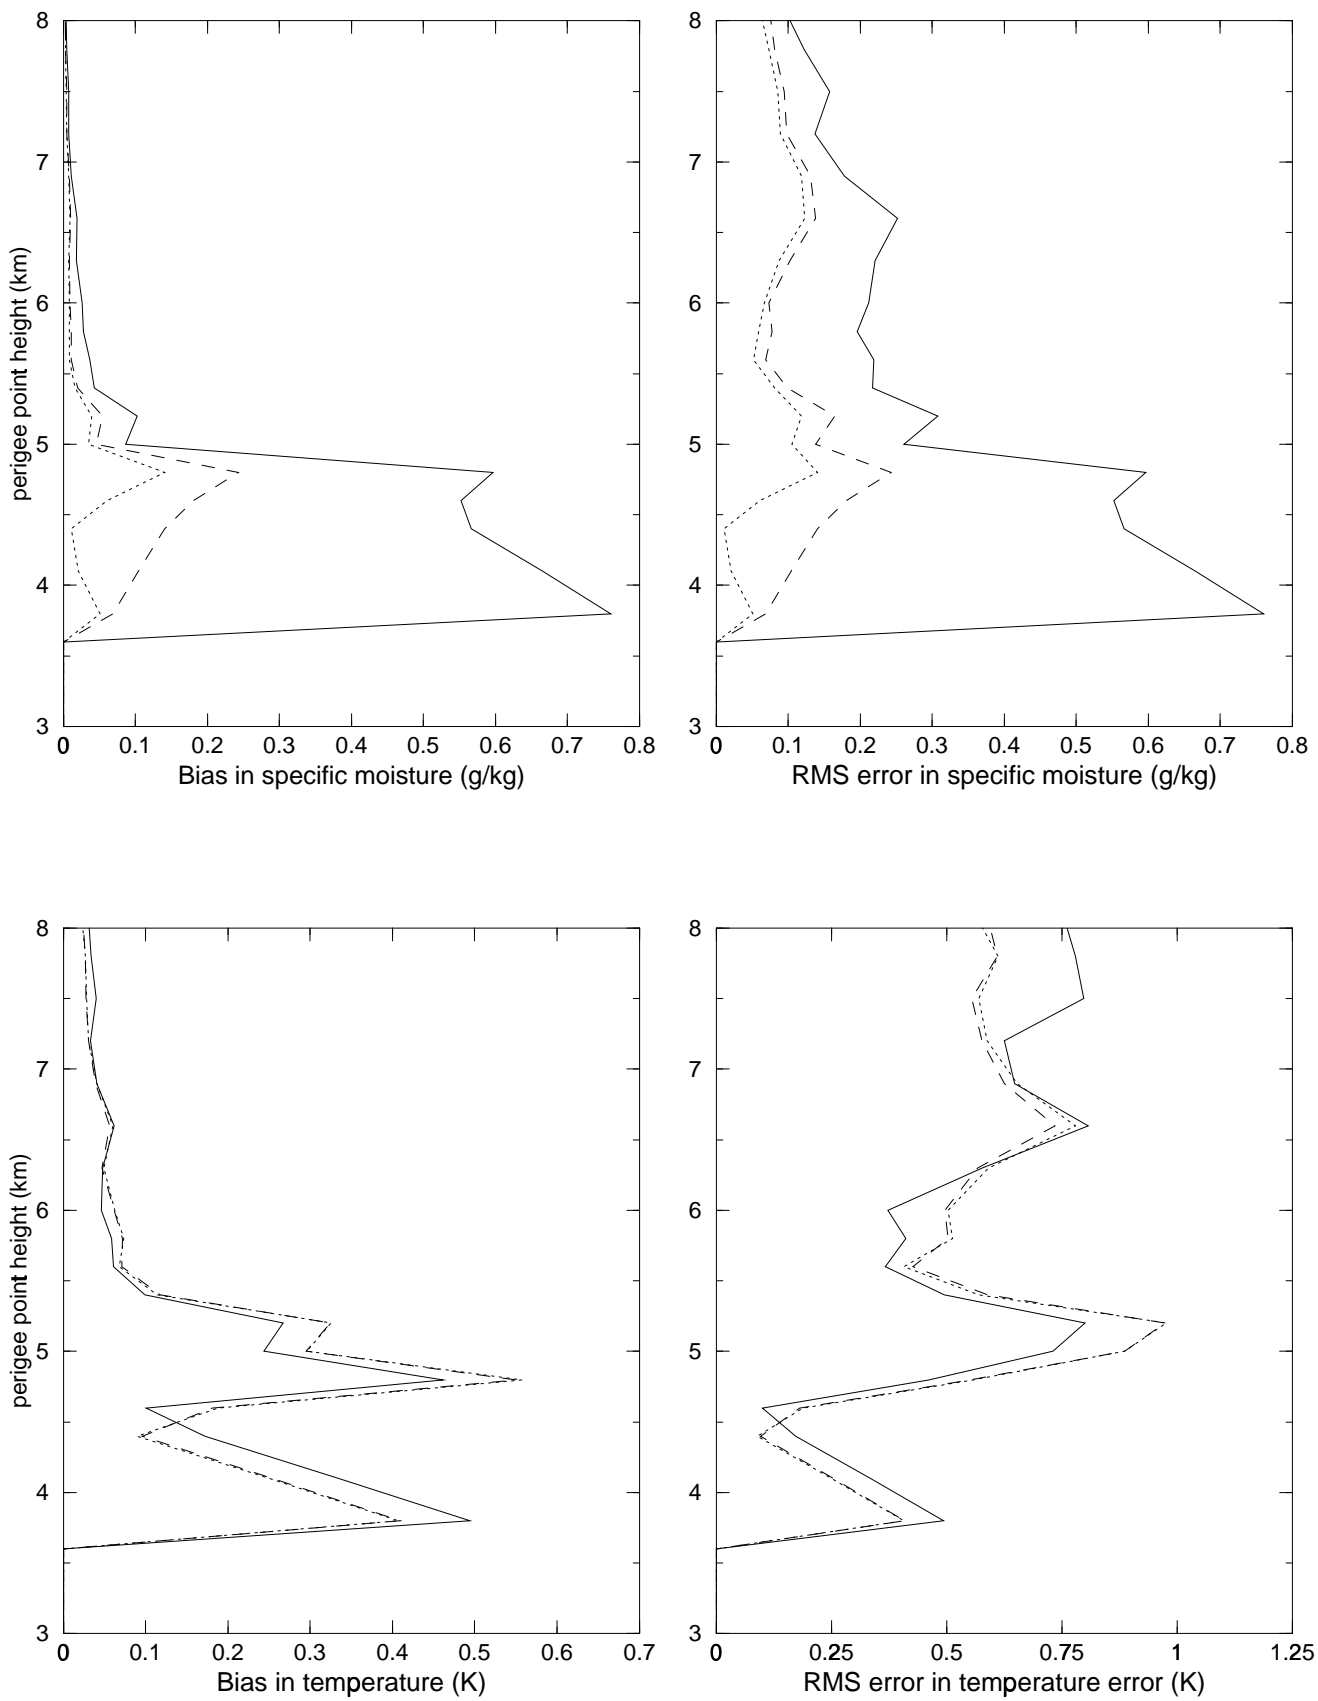 8
7
6
5
4
3
perigee point height (km)
0 0.1 0.2 0.3 0.4 0.5 0.6 0.7 0.8
Bias in specific moisture (g/kg)
8
7
6
5
4
3
0 0.1 0.2 0.3 0.4 0.5 0.6 0.7 0.8
RMS error in specific moisture (g/kg)
8
7
6
5
4
3
perigee point height (km)
0 0.1 0.2 0.3 0.4 0.5 0.6 0.7
Bias in temperature (K)
8
7
6
5
4
3
0 0.25 0.5 0.75 1 1.25
RMS error in temperature error (K)